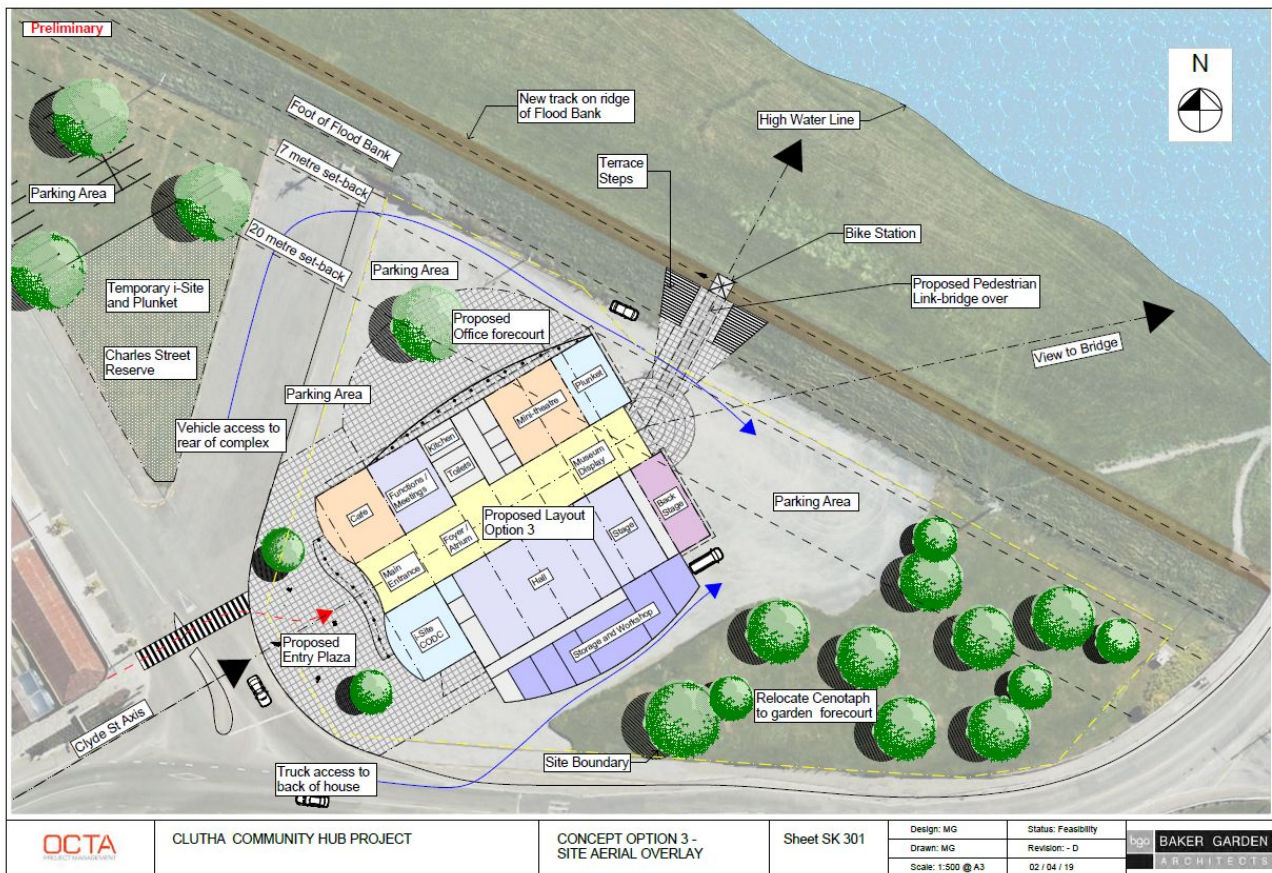 Preliminary
N
New track on ridge
of Flood Bank
High Water Line
Foot of Flood Bank
7 metre set-back
20 metre set-back
Terrace
Steps
Parking Area
Bike Station
Parking Area
Proposed Pedestrian
Link-bridge over
Temporary i-Site
and Plunket
Proposed
Office forecourt
View to Bridge
Charles Street
Reserve
Parking Area
Plunket
Mini-theatre
Vehicle access to
rear of complex
Kitchen
Toilets
Museum
Display
Functions /
Meetings
Parking Area
Cafe
Proposed Layout
Option 3
Back
Stage
Stage
Foyer /
Atrium
Main
Entrance
Hall
i-Site
CODC
Storage and Workshop
Proposed
Entry Plaza
Relocate Cenotaph
to garden forecourt
Clyde St Axis
Site Boundary
Truck access to
back of house
OCTA
PROJECT MANAGEMENT
CLUTHA COMMUNITY HUB PROJECT
CONCEPT OPTION 3 -
SITE AERIAL OVERLAY
Sheet SK 301
Design: MG
Status: Feasibility
Drawn: MG
Revision: - D
Scale: 1:500 @ A3
02 / 04 / 19
bga BAKER GARDEN
ARCHITECTS